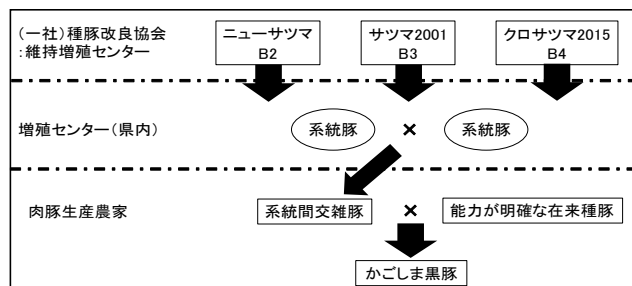 (一社)種豚改良協会
:維持増殖センター
ニューサツマ
B2
サツマ2001
B3
クロサツマ2015
B4
増殖センター(県内)
系統豚
×
系統豚
肉豚生産農家
系統間交雑豚
×
能力が明確な在来種豚
かごしま黒豚